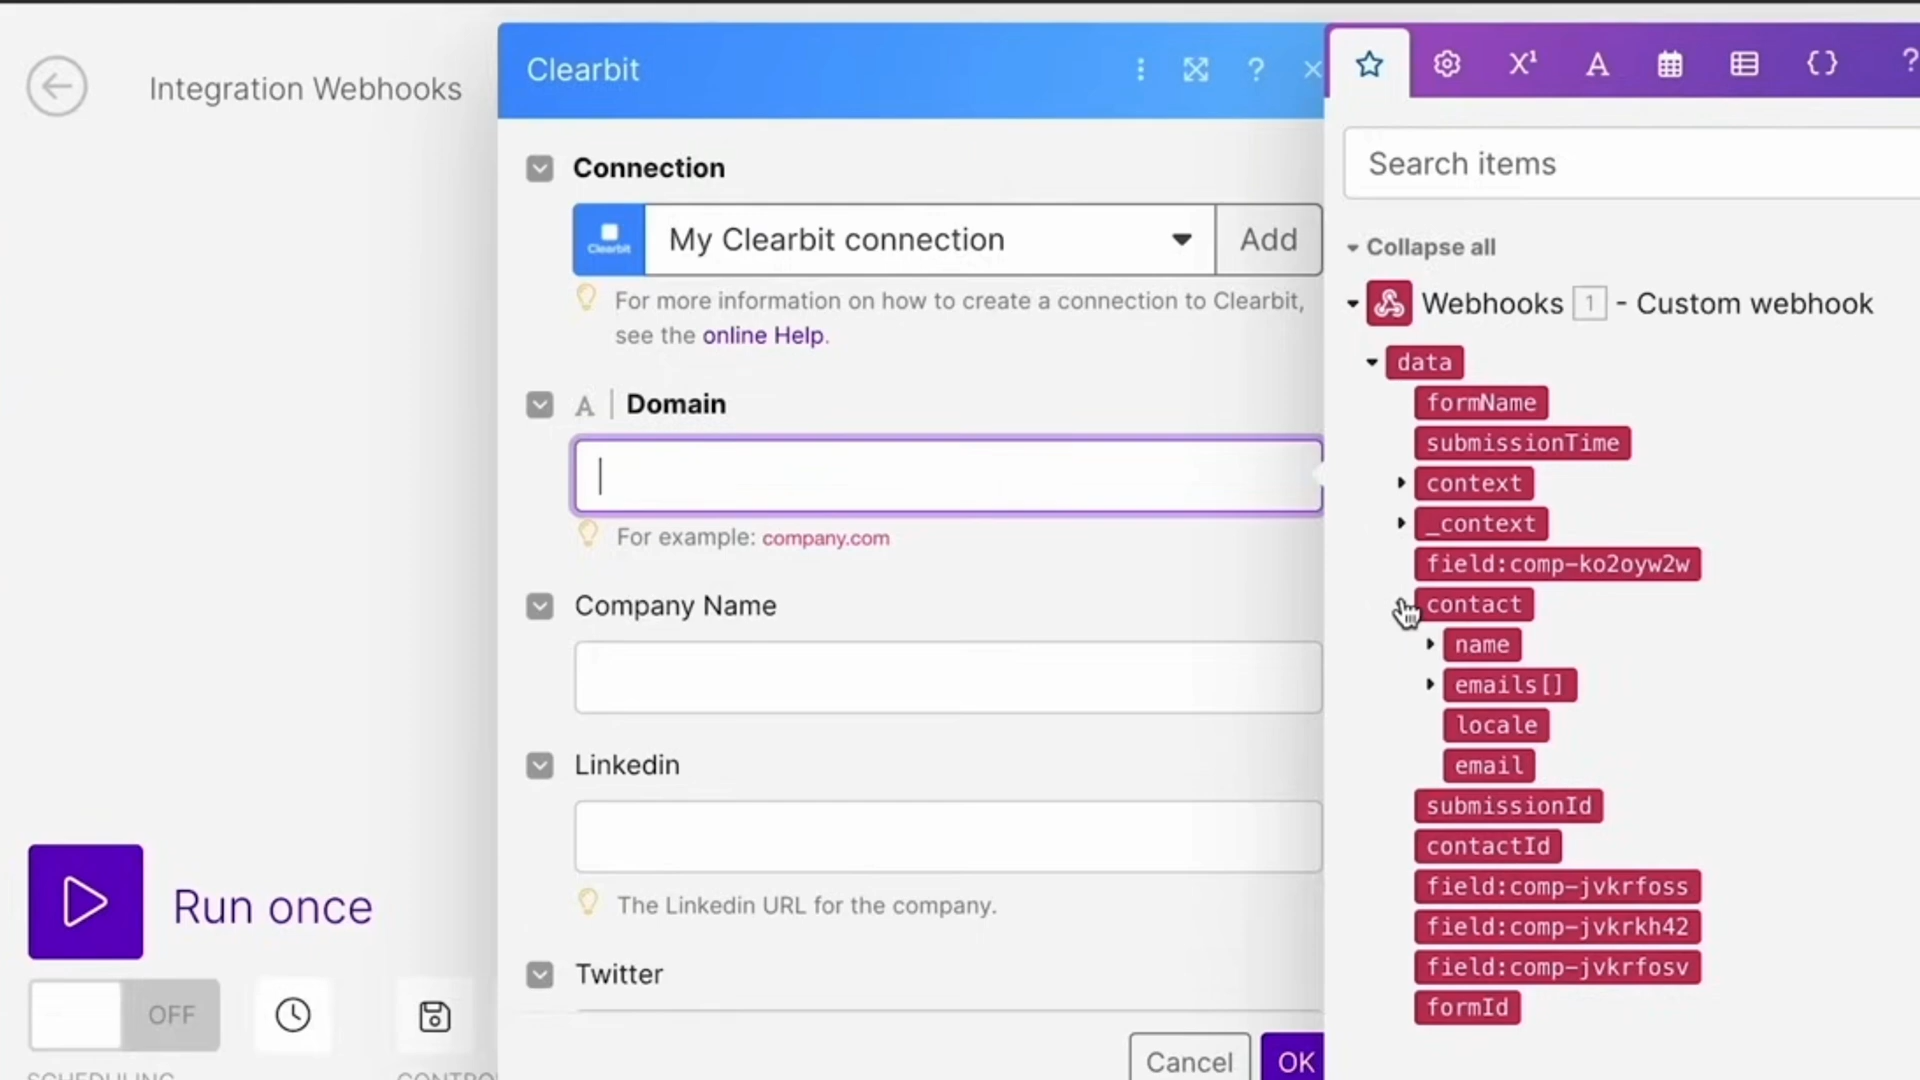 Integration Webhooks
Clearbit
?
X¹
A
{}
?
Search items
Connection
Clearbit
My Clearbit connection
Add
For more information on how to create a connection to Clearbit,
see the online Help.
A | Domain
For example: company.com
Company Name
Linkedin
The Linkedin URL for the company.
Twitter
Cancel
OK
Collapse all
Webhooks 1 - Custom webhook
data
formName
submissionTime
context
_context
field:comp-ko2oyw2w
contact
name
emails[]
locale
email
submissionId
contactId
field:comp-jvkrfoss
field:comp-jvkrkh42
field:comp-jvkrfosv
formId
Run once
OFF
SCHEDULING